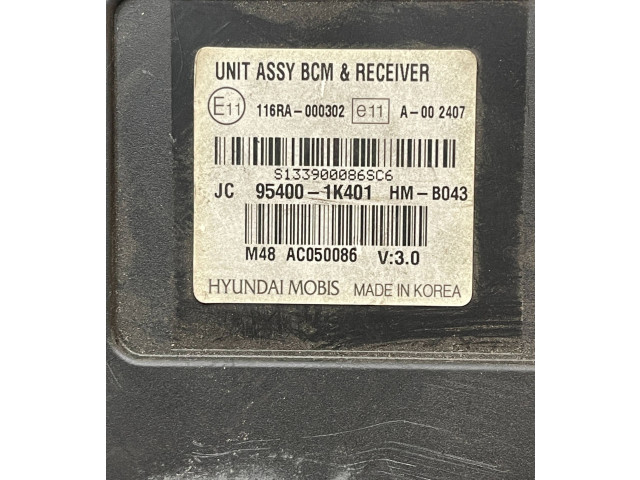 UNIT ASSY BCM & RECEIVER
E11 116RA-000302 e11 A-00 2407
S133900086SC6
JC 95400-1K401 HM-B043
M48 AC050086 V:3.0
HYUNDAI MOBIS MADE IN KOREA